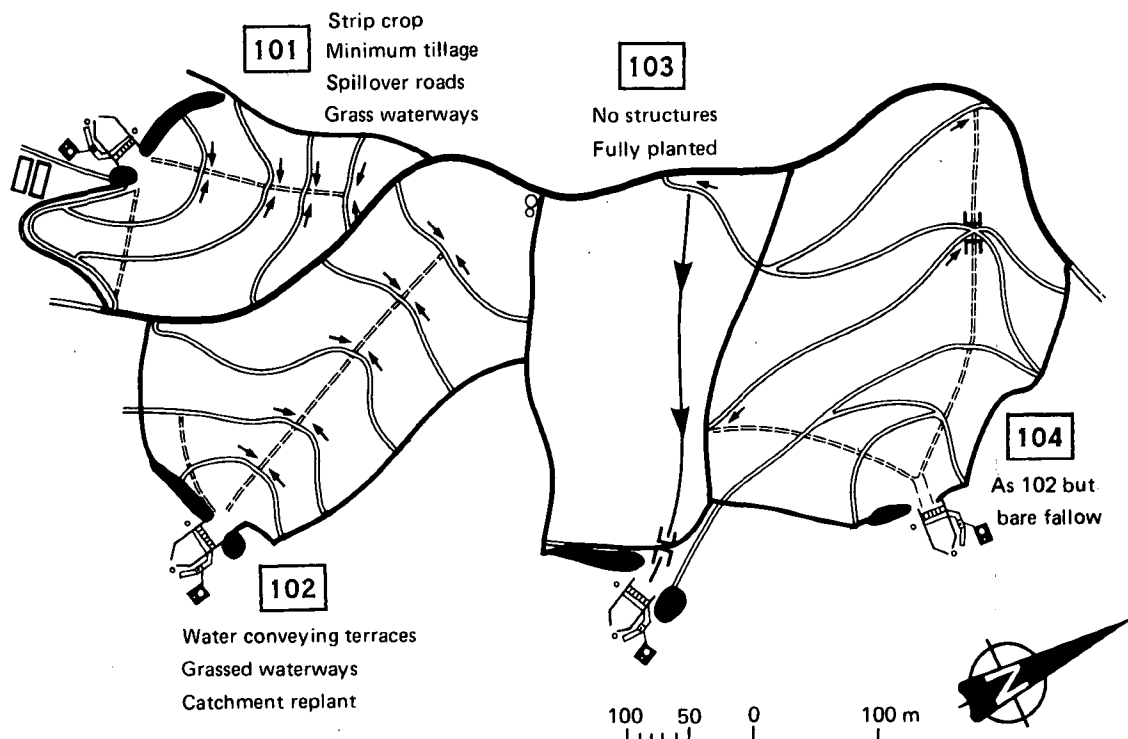 101
Strip crop
Minimum tillage
Spillover roads
Grass waterways
103
No structures
Fully planted
104
As 102 but
bare fallow
102
Water conveying terraces
Grassed waterways
Catchment replant
N
100 50 0 100 m